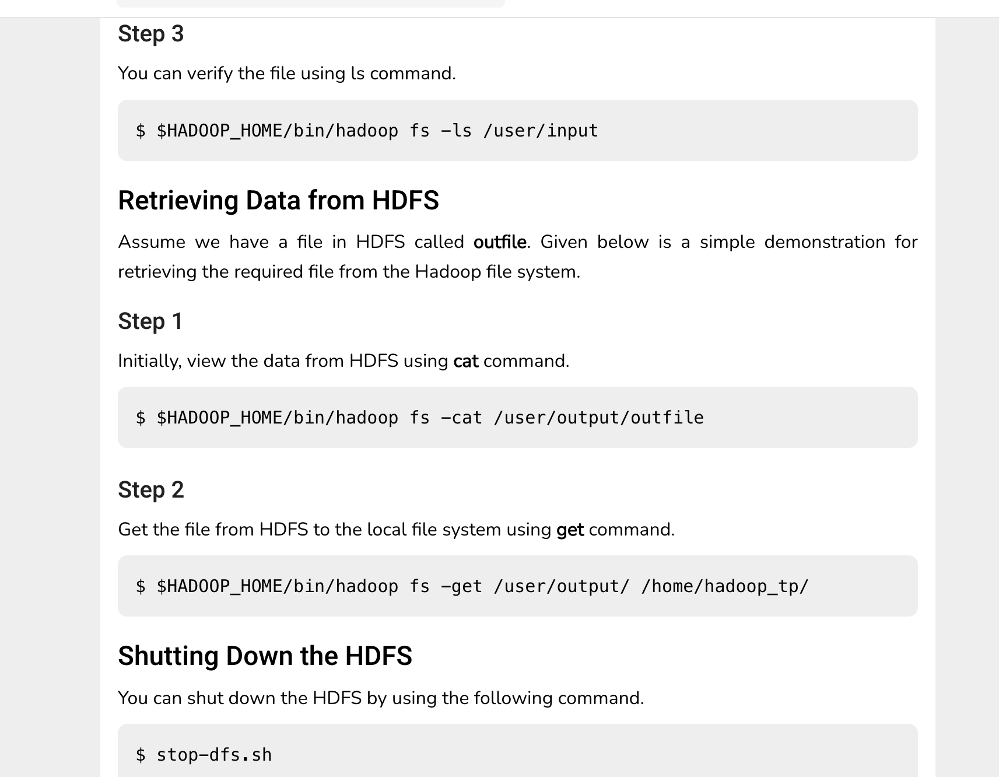 Step 3
You can verify the file using ls command.
$ $HADOOP_HOME/bin/hadoop fs -ls /user/input
Retrieving Data from HDFS
Assume we have a file in HDFS called outfile. Given below is a simple demonstration for
retrieving the required file from the Hadoop file system.
Step 1
Initially, view the data from HDFS using cat command.
$ $HADOOP_HOME/bin/hadoop fs -cat /user/output/outfile
Step 2
Get the file from HDFS to the local file system using get command.
$ $HADOOP_HOME/bin/hadoop fs -get /user/output/ /home/hadoop_tp/
Shutting Down the HDFS
You can shut down the HDFS by using the following command.
$ stop-dfs.sh